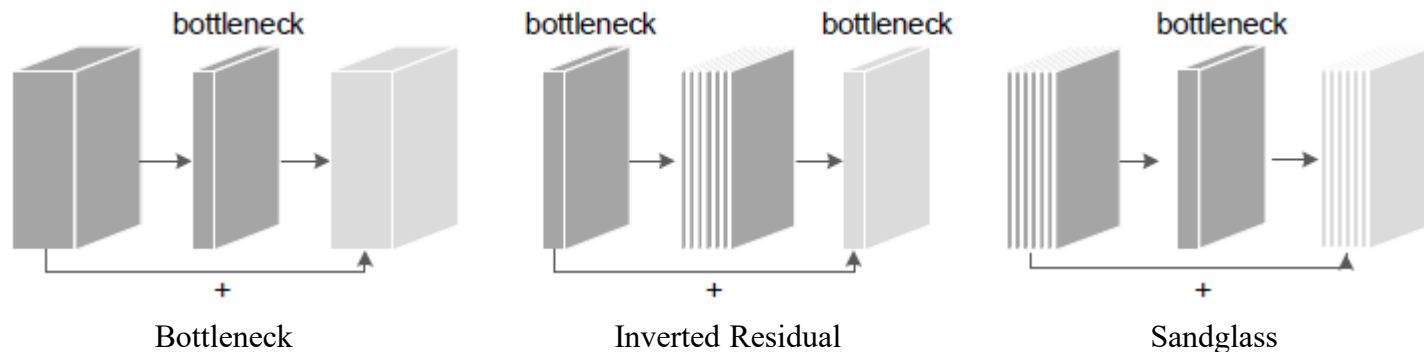 bottleneck
bottleneck
bottleneck
bottleneck
+
+
+
Bottleneck
Inverted Residual
Sandglass